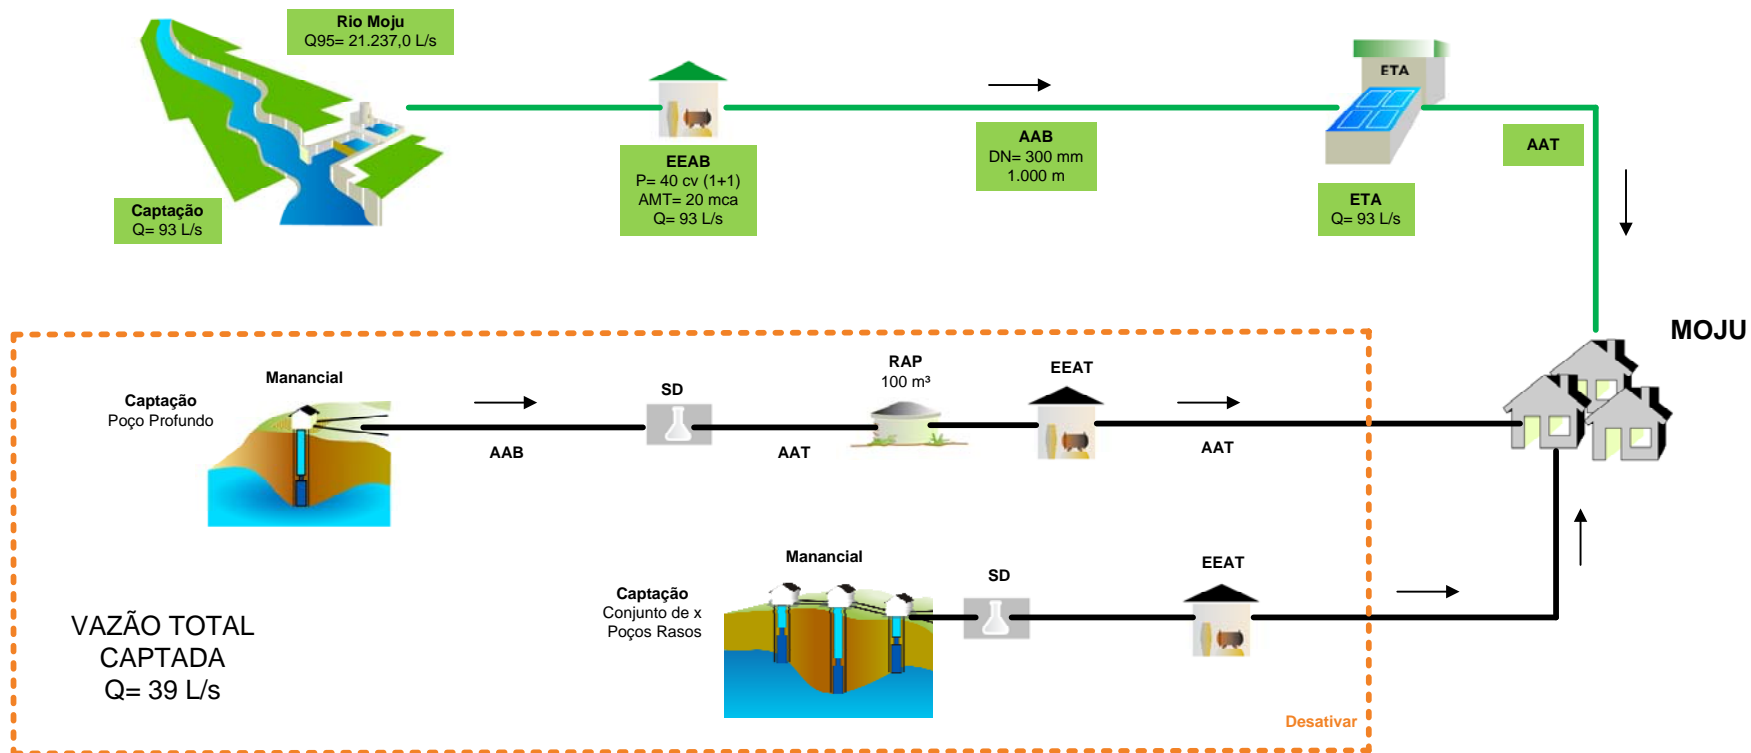 Rio Moju
Q95= 21.237,0 L/s
Captação
Q= 93 L/s
EEAB
P= 40 cv (1+1)
AMT= 20 mca
Q= 93 L/s
AAB
DN= 300 mm
1.000 m
ETA
ETA
Q= 93 L/s
AAT
MOJU
Captação
Poço Profundo
Manancial
AAB
SD
AAT
RAP
100 m³
EEAT
AAT
Captação
Conjunto de x
Poços Rasos
Manancial
SD
EEAT
VAZÃO TOTAL
CAPTADA
Q= 39 L/s
Desativar